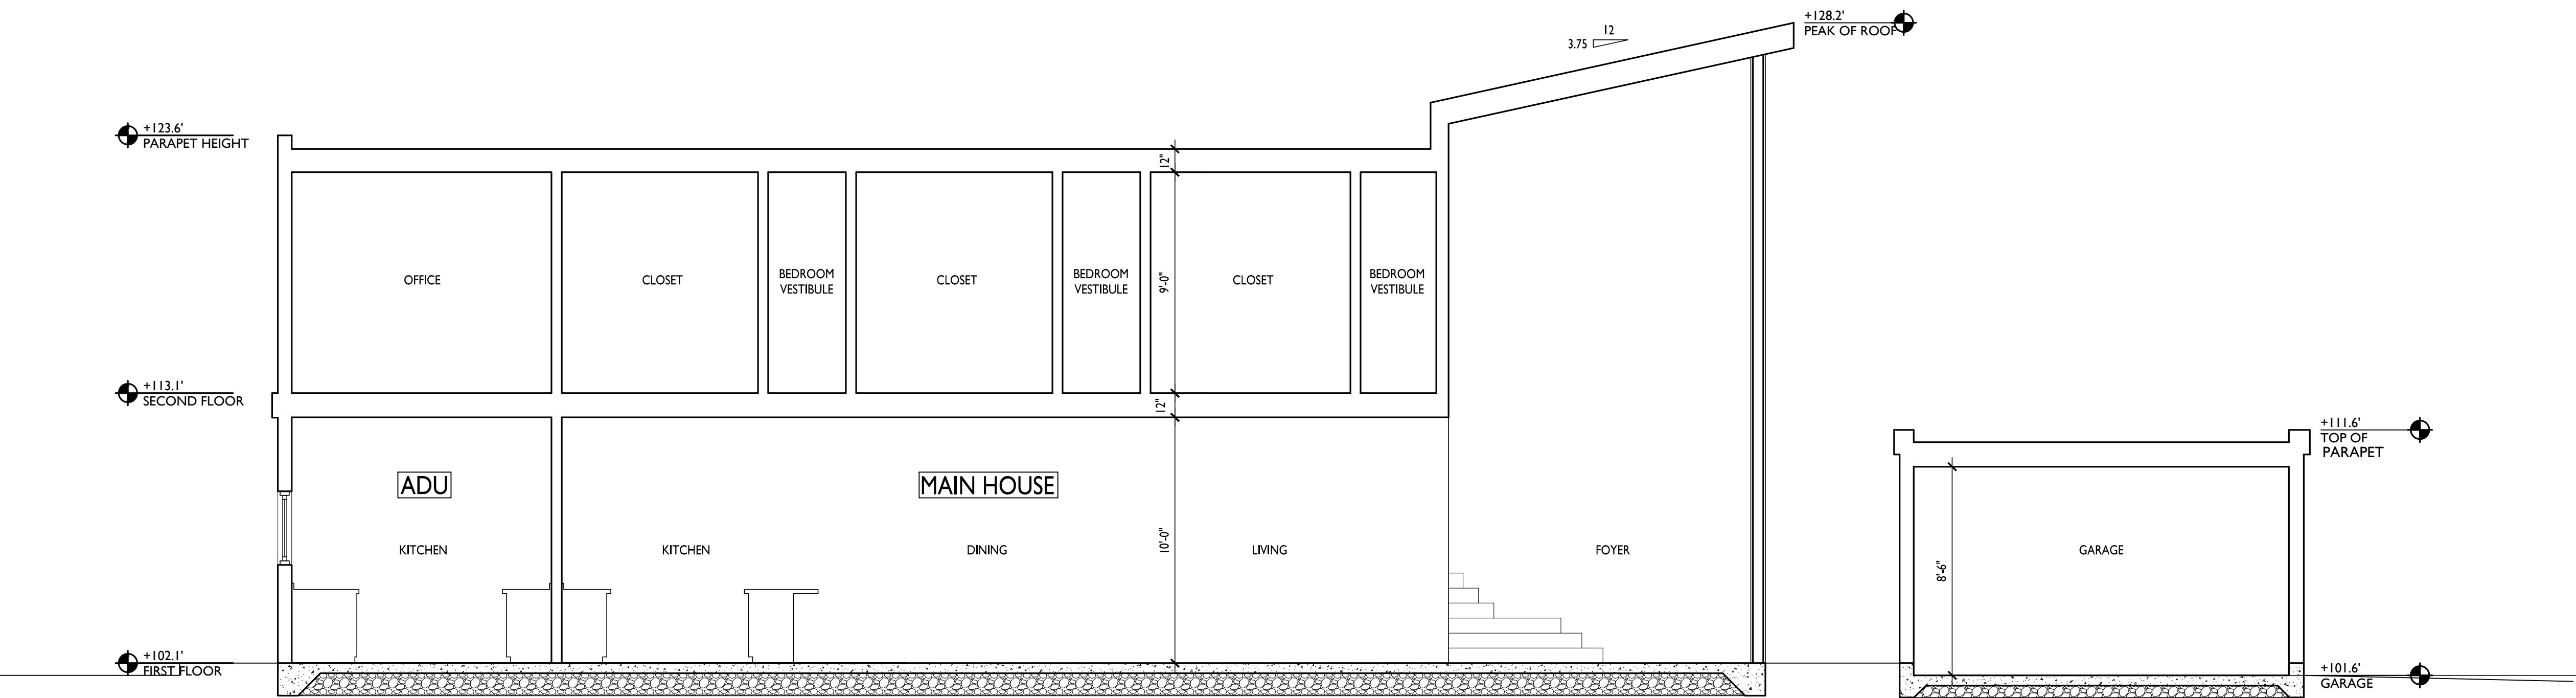 +128.2'
PEAK OF ROOF
12
3.75
+123.6'
PARAPET HEIGHT
12"
OFFICE
CLOSET
BEDROOM
VESTIBULE
CLOSET
BEDROOM
VESTIBULE
9'-0"
CLOSET
BEDROOM
VESTIBULE
+113.1'
SECOND FLOOR
12"
+111.6'
TOP OF
PARAPET
ADU
MAIN HOUSE
KITCHEN
KITCHEN
DINING
10'-0"
LIVING
FOYER
8'-6"
GARAGE
+102.1'
FIRST FLOOR
+101.6'
GARAGE